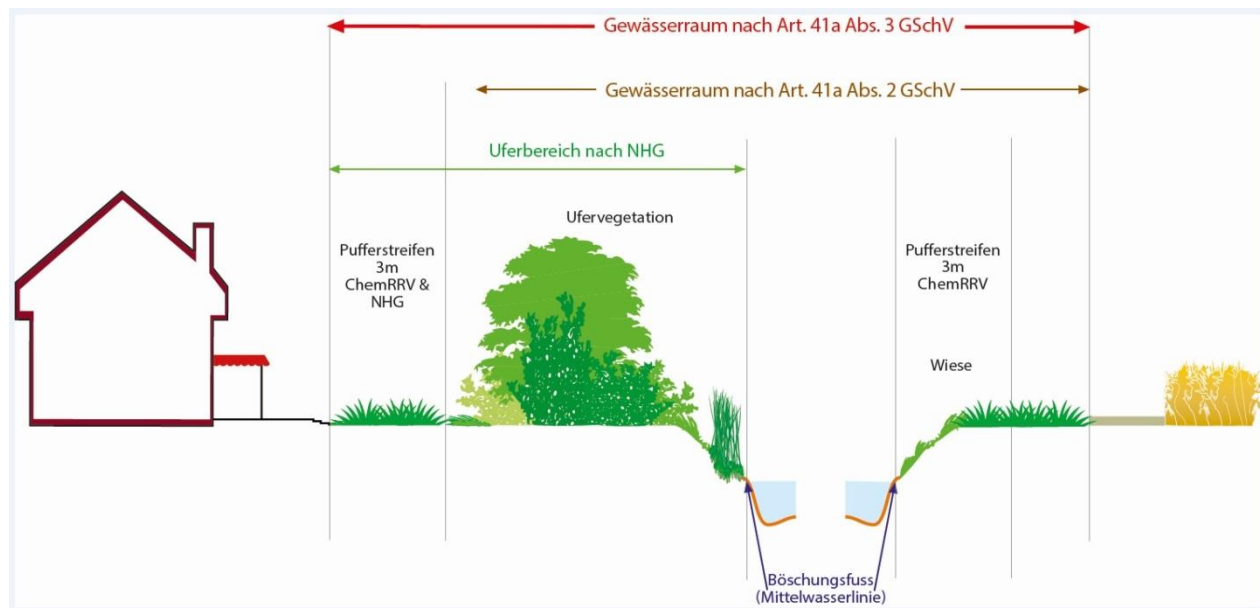 Gewässerraum nach Art. 41a Abs. 3 GSchV
Gewässerraum nach Art. 41a Abs. 2 GSchV
Uferbereich nach NHG
Ufervegetation
Pufferstreifen
3m
ChemRRV &
NHG
Pufferstreifen
3m
ChemRRV
Wiese
Böschungsfuss
(Mittelwasserlinie)